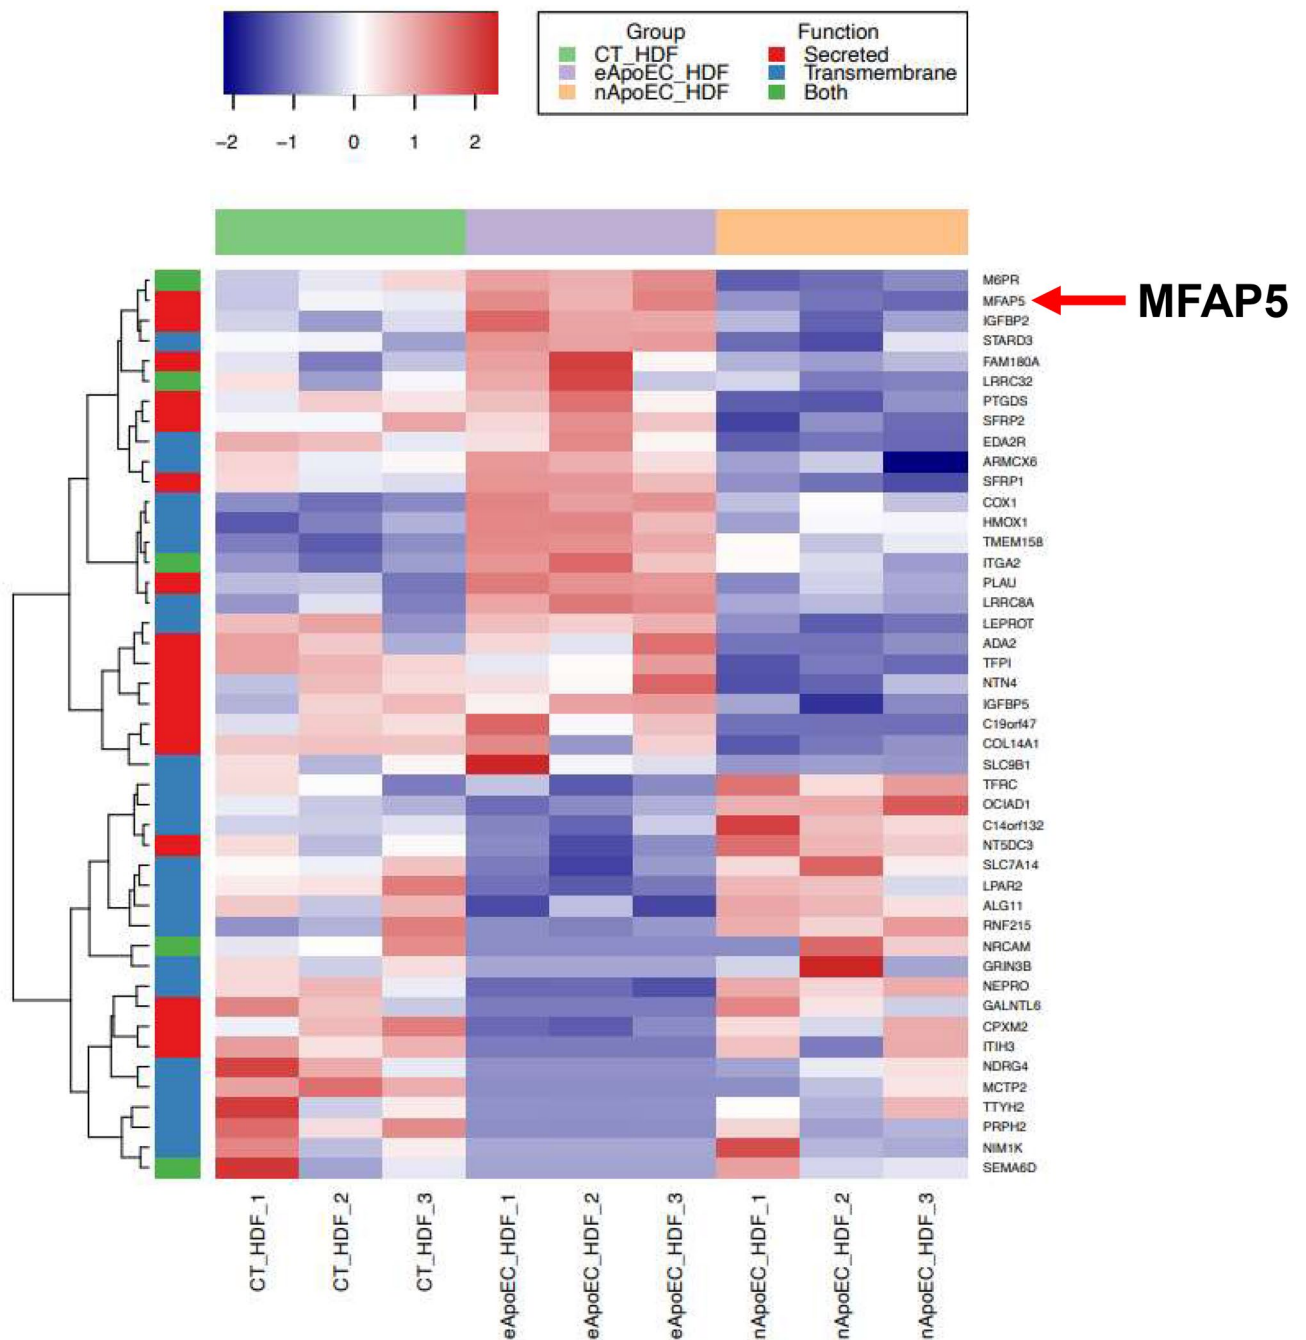 Group Function
CT_HDF Secreted
eApoEC_HDF Transmembrane
nApoEC_HDF Both
−2 −1 0 1 2
M6PR
MFAP5 MFAP5
IGFBP2
STARD3
FAM180A
LRRC32
PTGDS
SFRP2
EDA2R
ARMCX6
SFRP1
COX1
HMOX1
TMEM158
ITGA2
PLAU
LRRC8A
LEPROT
ADA2
TFPI
NTN4
IGFBP5
C19orf47
COL14A1
SLC9B1
TFRC
OCIAD1
C14orf132
NT5DC3
SLC7A14
LPAR2
ALG11
RNF215
NRCAM
GRIN3B
NEPRO
GALNTL6
CPXM2
ITIH3
NDRG4
MCTP2
TTYH2
PRPH2
NIM1K
SEMA6D
CT_HDF_1
CT_HDF_2
CT_HDF_3
eApoEC_HDF_1
eApoEC_HDF_2
eApoEC_HDF_3
nApoEC_HDF_1
nApoEC_HDF_2
nApoEC_HDF_3